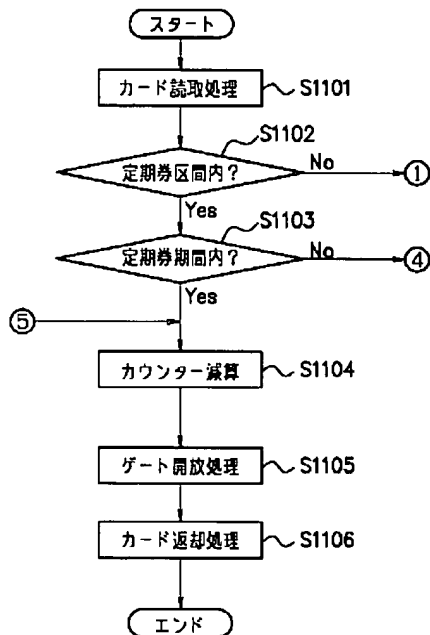 スタート
カード読取処理 S1101
S1102
定期券区間内? No ①
Yes
S1103
定期券期間内? No ④
Yes
⑤
カウンター減算 S1104
ゲート開放処理 S1105
カード返却処理 S1106
エンド